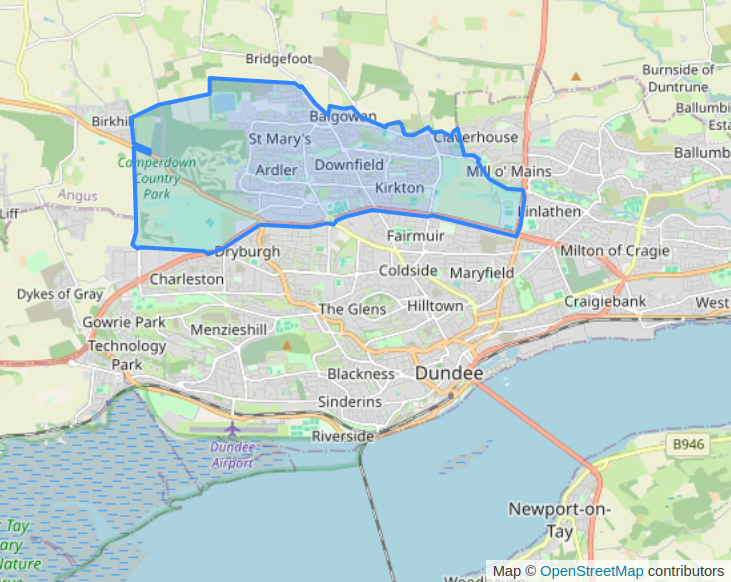 Bridgefoot
Burnside of
Duntrune
Birkhill
Balgowan
Ballumbie
Esta
St Mary's
Claverhouse
Camperdown
Country
Park
Downfield
Ballumb
Ardler
Mill o' Mains
Angus
Kirkton
Liff
Linlathen
Fairmuir
Dryburgh
Milton of Cragie
Charleston
Coldside
Maryfield
Dykes of Gray
Craigiebank
West
The Glens
Hilltown
Gowrie Park
Menzieshill
Technology
Park
Blackness
Dundee
Sinderins
Riverside
Dundee
Airport
B946
Newport-on-
Tay
Tay
ary
Nature
Woodhaven
Map © OpenStreetMap contributors